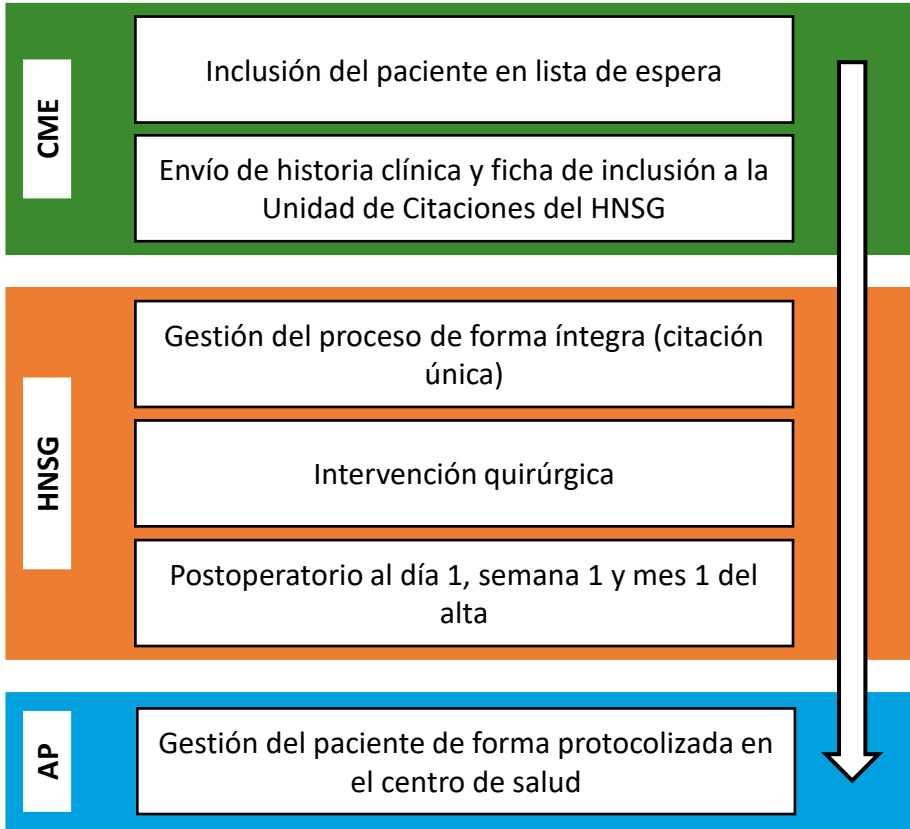 CME
Inclusión del paciente en lista de espera
Envío de historia clínica y ficha de inclusión a la
Unidad de Citaciones del HNSG
HNSG
Gestión del proceso de forma íntegra (citación
única)
Intervención quirúrgica
Postoperatorio al día 1, semana 1 y mes 1 del
alta
AP
Gestión del paciente de forma protocolizada en
el centro de salud